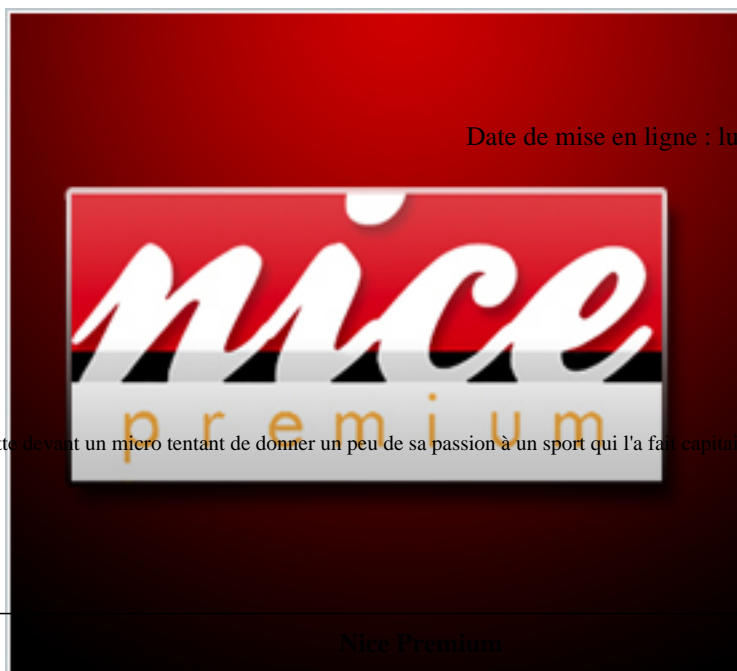 Date de mise en ligne : lu
nice
premium
devant un micro tentant de donner un peu de sa passion à un sport qui l'a fait capitai
Nice Premium